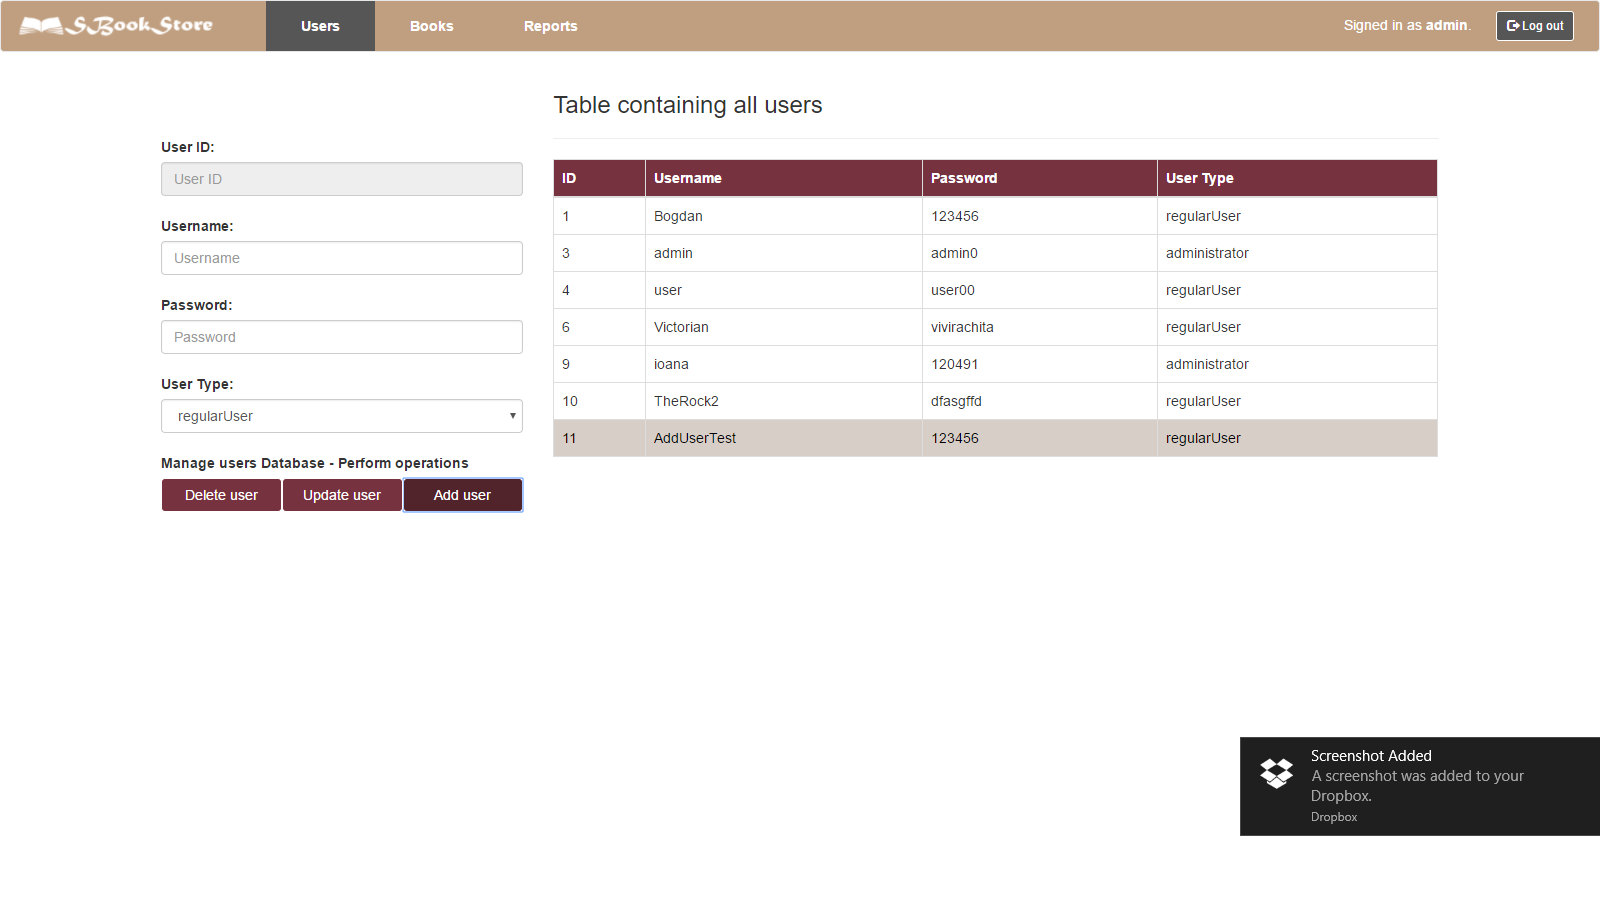 SBookStore Users Books Reports Signed in as admin. Log out
Table containing all users
User ID:
User ID
Username:
Username
Password:
Password
User Type:
regularUser
Manage users Database - Perform operations
Delete user Update user Add user
ID Username Password User Type
1 Bogdan 123456 regularUser
3 admin admin0 administrator
4 user user00 regularUser
6 Victorian vivirachita regularUser
9 ioana 120491 administrator
10 TheRock2 dfasgffd regularUser
11 AddUserTest 123456 regularUser
Screenshot Added
A screenshot was added to your
Dropbox.
Dropbox